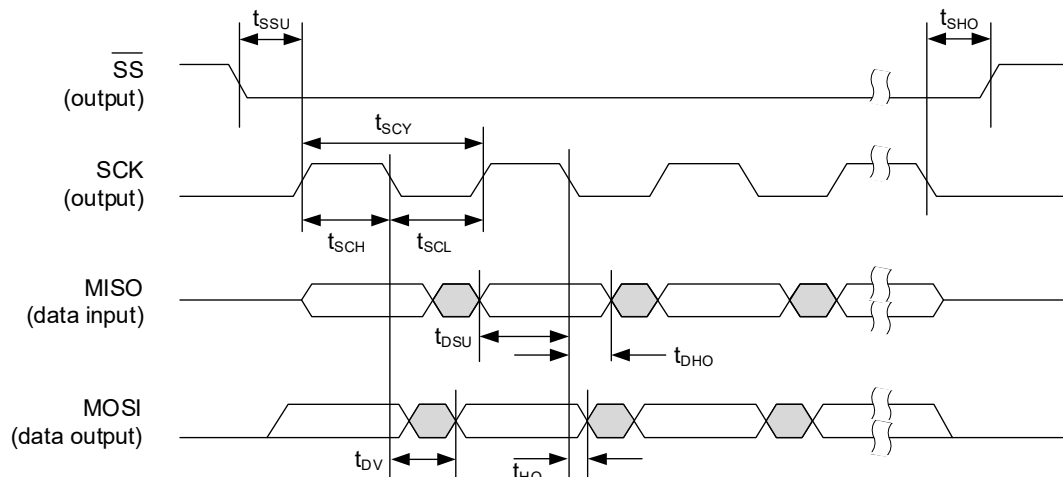 tSSU
tSHO
SS
(output)
tSCY
SCK
(output)
tSCH
tSCL
MISO
(data input)
tDSU
tDHO
MOSI
(data output)
tDV
tHO